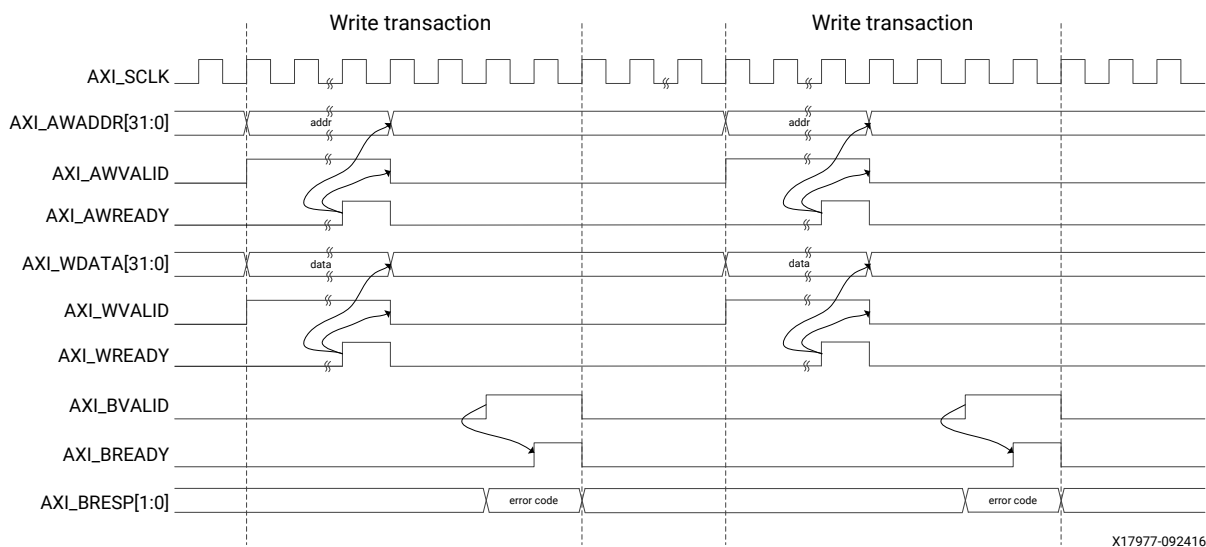 Write transaction Write transaction
AXI_SCLK
AXI_AWADDR[31:0] addr addr
AXI_AWVALID
AXI_AWREADY
AXI_WDATA[31:0] data data
AXI_WVALID
AXI_WREADY
AXI_BVALID
AXI_BREADY
AXI_BRESP[1:0] error code error code
X17977-092416